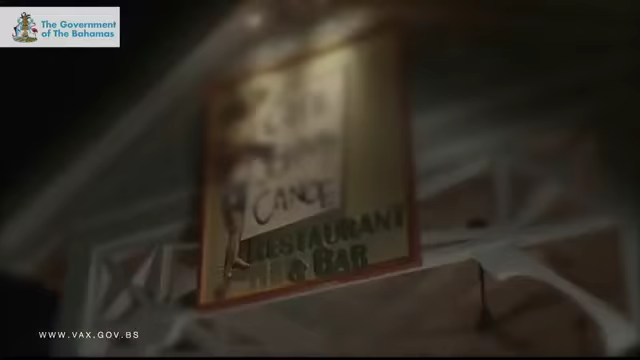 The Government
of The Bahamas
CANOE
RESTAURANT
& BAR
WWW.VAX.GOV.BS